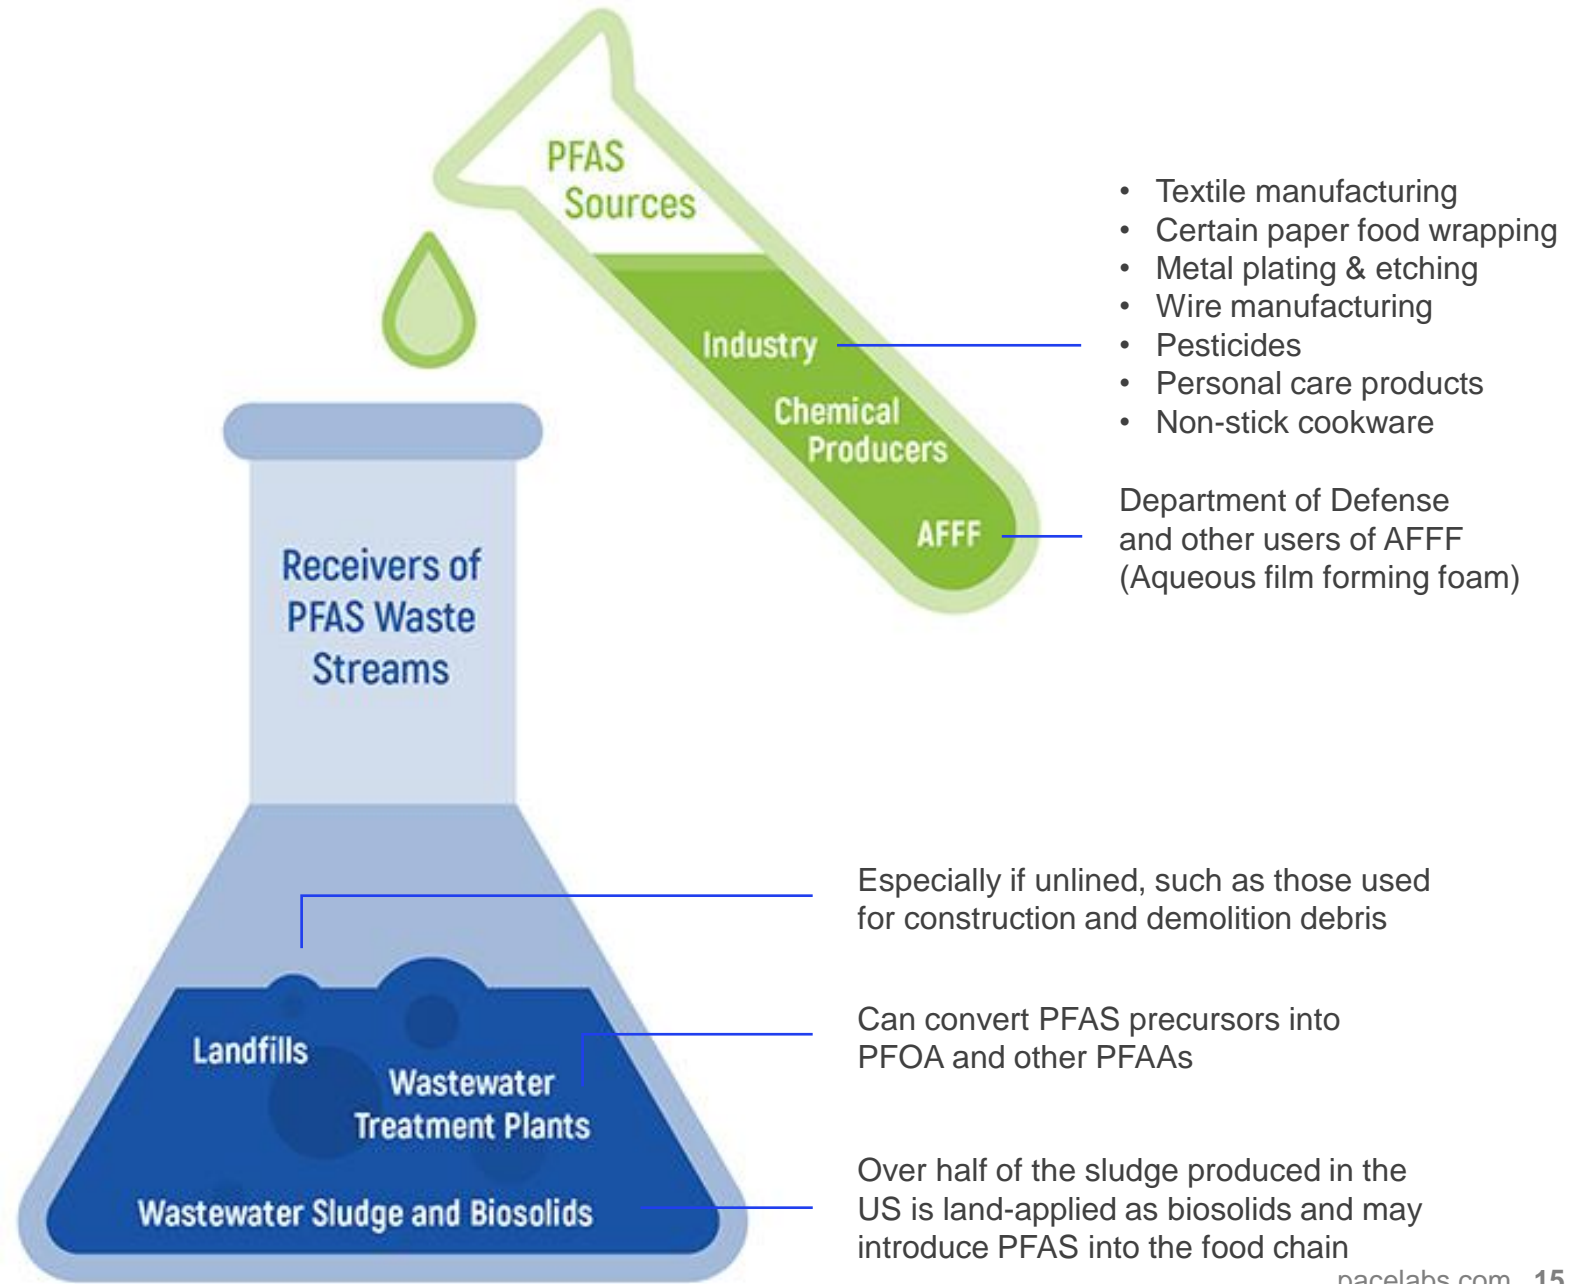 PFAS
Sources
Industry
Chemical
Producers
AFFF
• Textile manufacturing
• Certain paper food wrapping
• Metal plating & etching
• Wire manufacturing
• Pesticides
• Personal care products
• Non-stick cookware
Department of Defense
and other users of AFFF
(Aqueous film forming foam)
Receivers of
PFAS Waste
Streams
Landfills
Wastewater
Treatment Plants
Wastewater Sludge and Biosolids
Especially if unlined, such as those used
for construction and demolition debris
Can convert PFAS precursors into
PFOA and other PFAAs
Over half of the sludge produced in the
US is land-applied as biosolids and may
introduce PFAS into the food chain
pacelabs.com 15